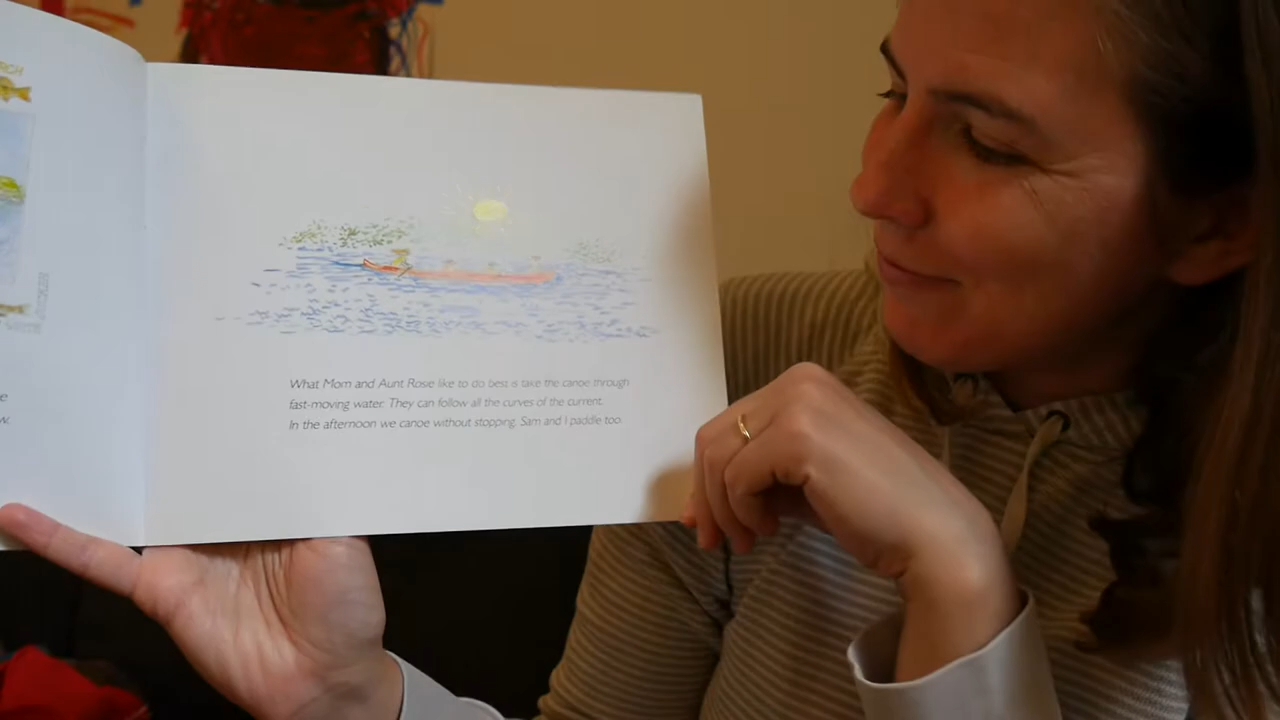 What Mom and Aunt Rosie like to do best is take the canoe through
fast-moving water. They can follow all the curves of the current.
In the afternoon we canoe without stopping. Sam and I paddle too.